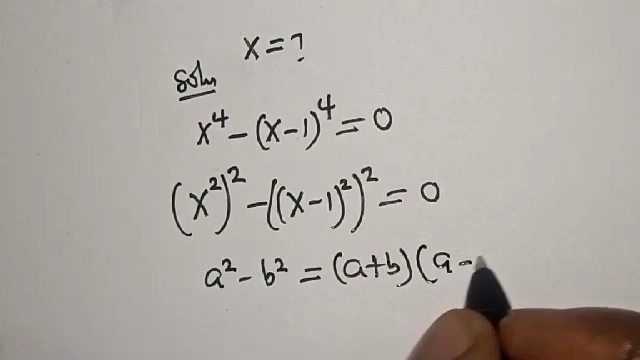 x = ?
Soln
x⁴ - (x-1)⁴ = 0
(x²)² - ((x-1)²)² = 0
a² - b² = (a+b)(a -